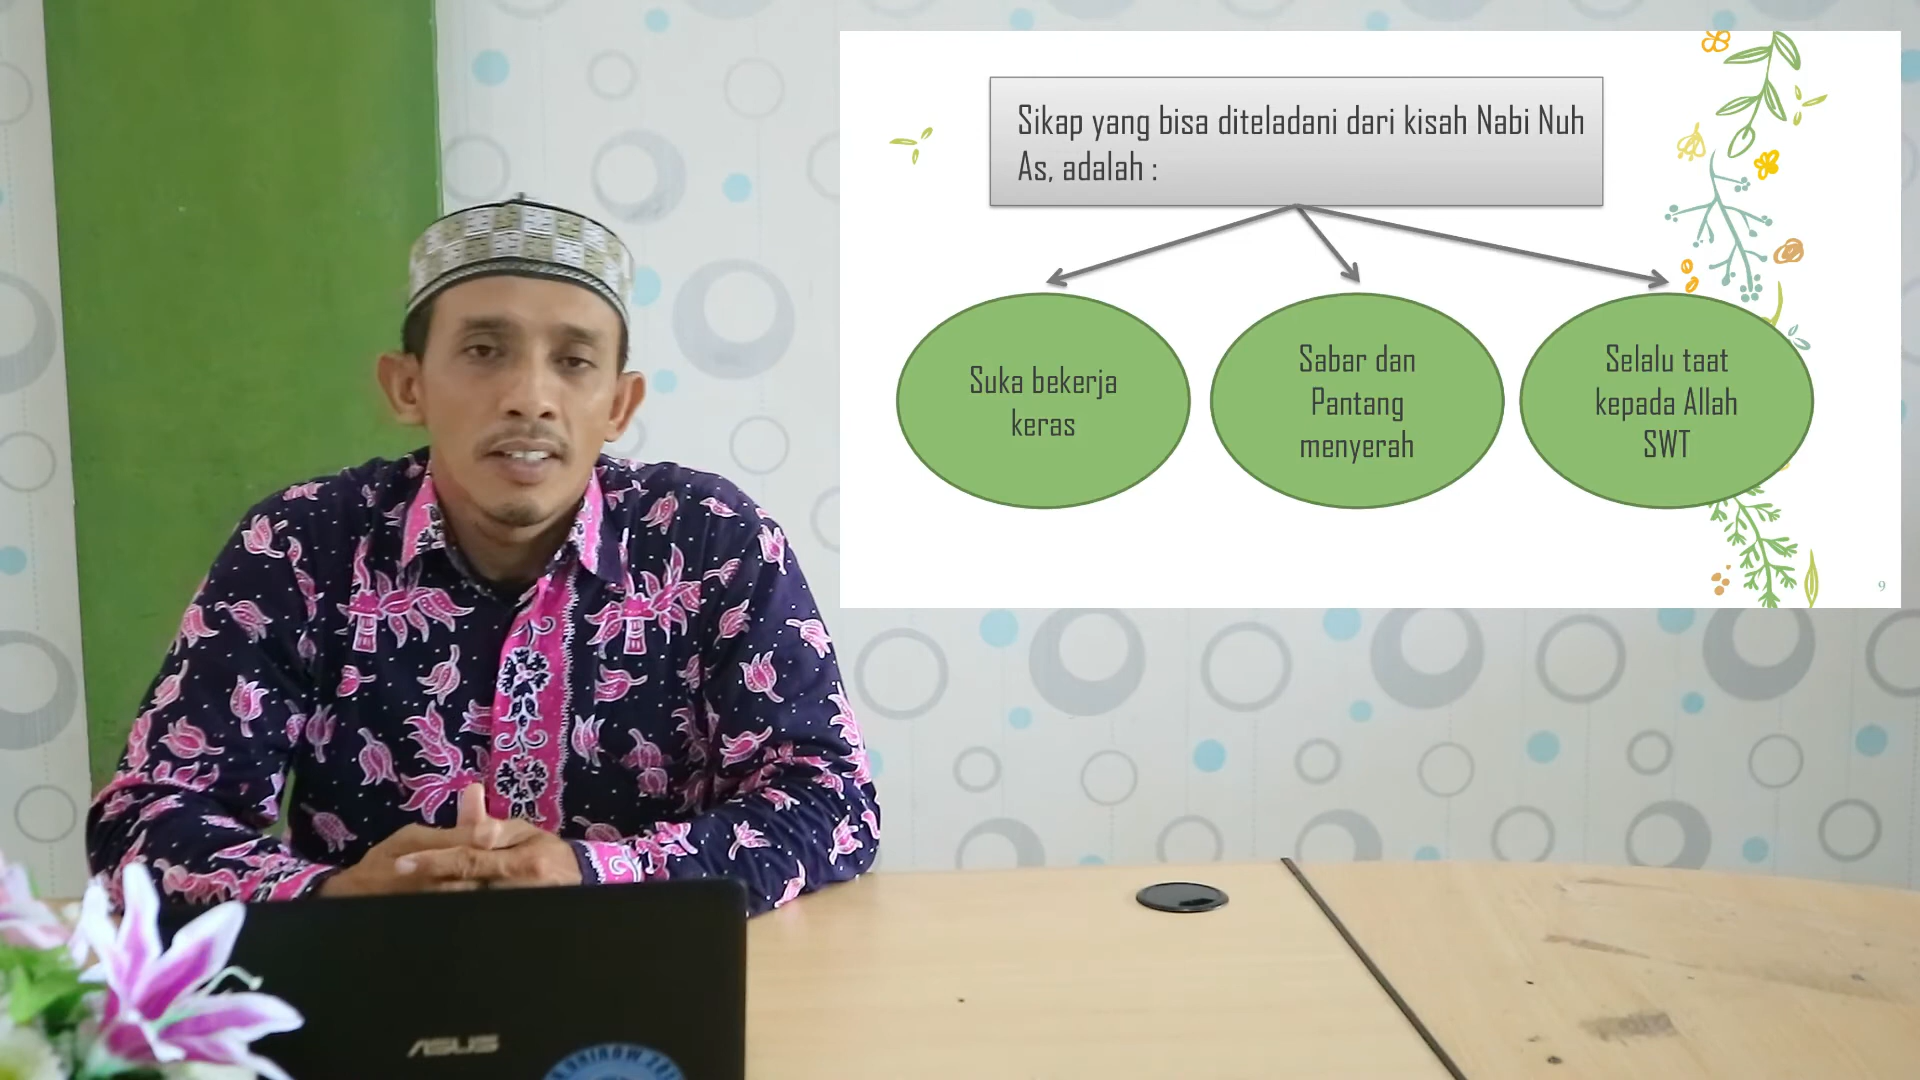 Sikap yang bisa diteladani dari kisah Nabi Nuh
As, adalah :
Suka bekerja
keras
Sabar dan
Pantang
menyerah
Selalu taat
kepada Allah
SWT
9
ASUS